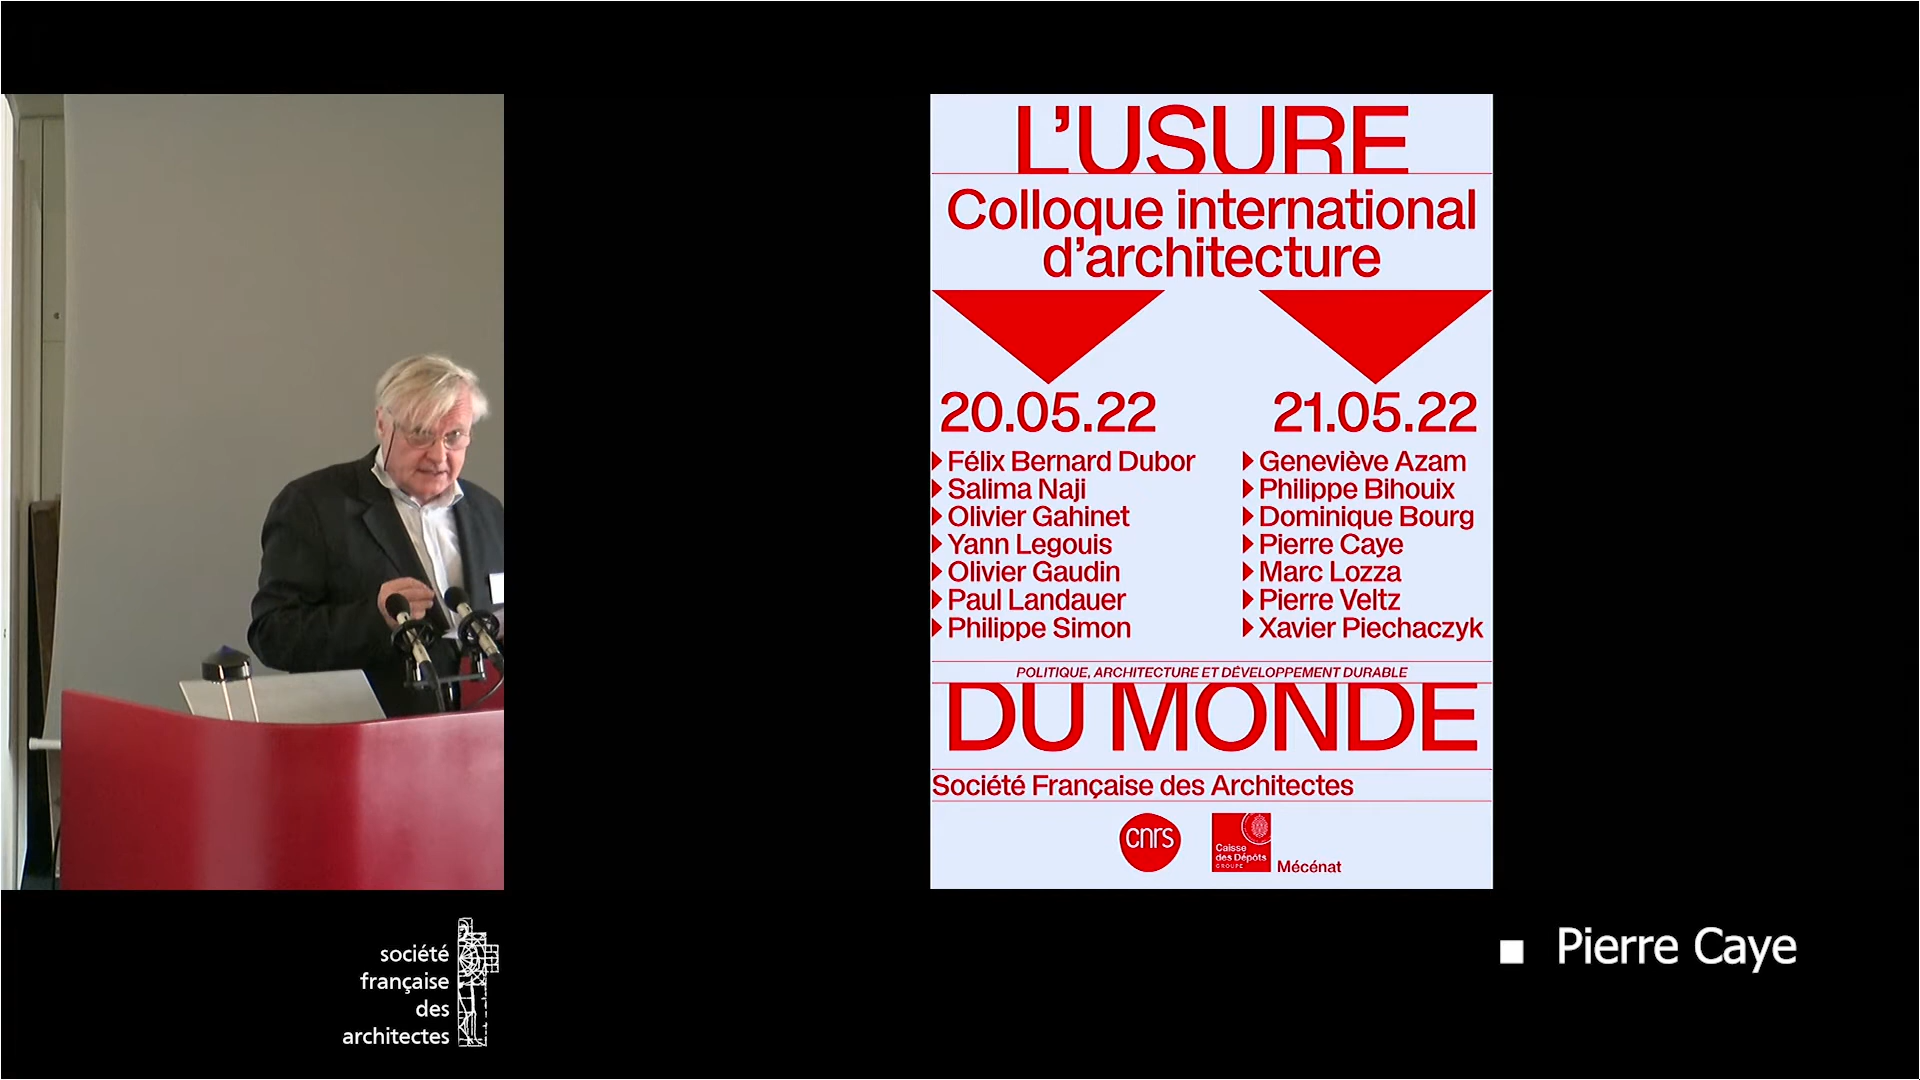 L’USURE
Colloque international
d’architecture
20.05.22
Félix Bernard Dubor
Salima Naji
Olivier Gahinet
Yann Legouis
Olivier Gaudin
Paul Landauer
Philippe Simon
21.05.22
Geneviève Azam
Philippe Bihouix
Dominique Bourg
Pierre Caye
Marc Lozza
Pierre Veltz
Xavier Piechaczyk
POLITIQUE, ARCHITECTURE ET DÉVELOPPEMENT DURABLE
DU MONDE
Société Française des Architectes
cnrs
Caisse
des Dépôts
GROUPE
Mécénat
société
française
des
architectes
Pierre Caye